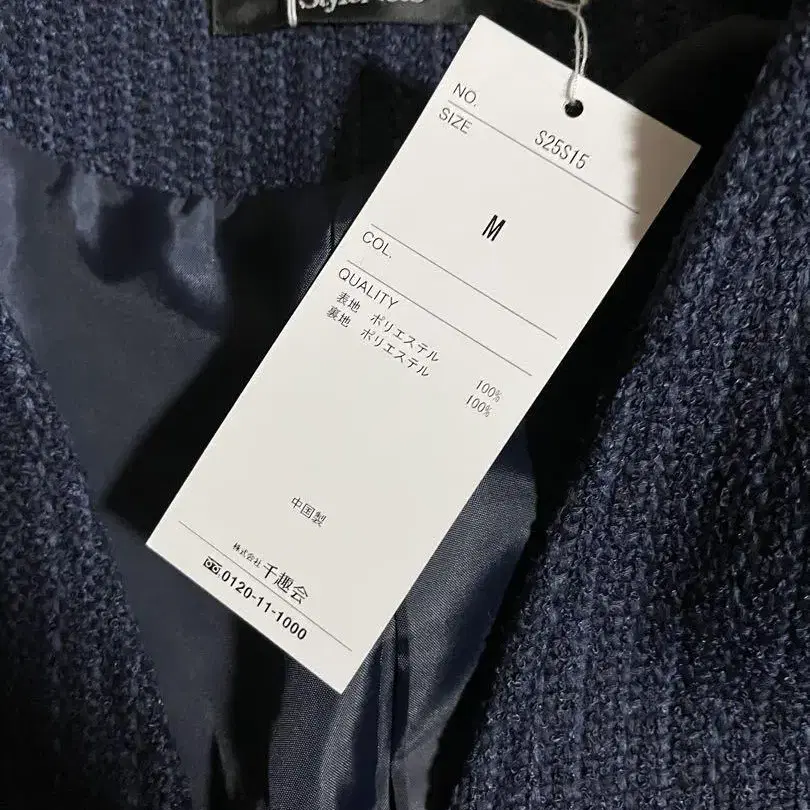 NO.
S25S15
SIZE
M
COL.
QUALITY
表地 ポリエステル 100%
裏地 ポリエステル 100%
中国製
株式会社 千趣会
0120-11-1000